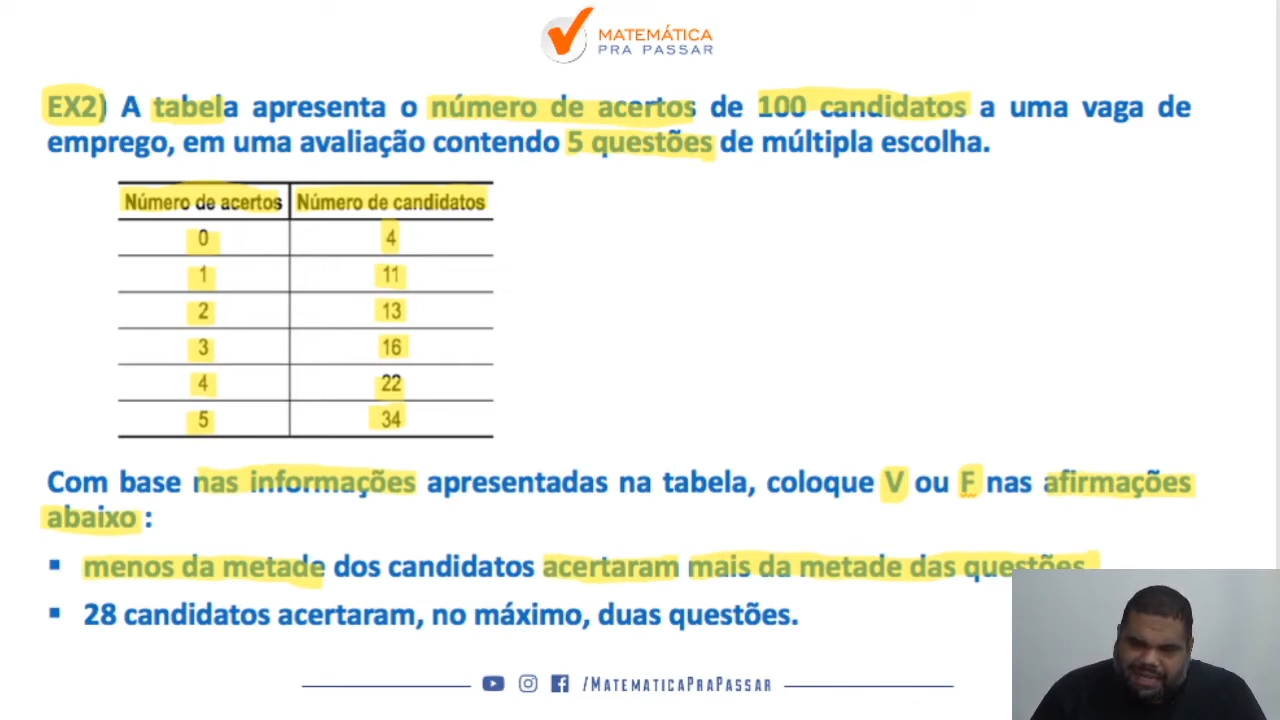 MATEMÁTICA
PRA PASSAR
EX2) A tabela apresenta o número de acertos de 100 candidatos a uma vaga de
emprego, em uma avaliação contendo 5 questões de múltipla escolha.
Número de acertos Número de candidatos
0 4
1 11
2 13
3 16
4 22
5 34
Com base nas informações apresentadas na tabela, coloque V ou F nas afirmações
abaixo :
▪ menos da metade dos candidatos acertaram mais da metade das questões.
▪ 28 candidatos acertaram, no máximo, duas questões.
/MATEMATICAPRAPASSAR